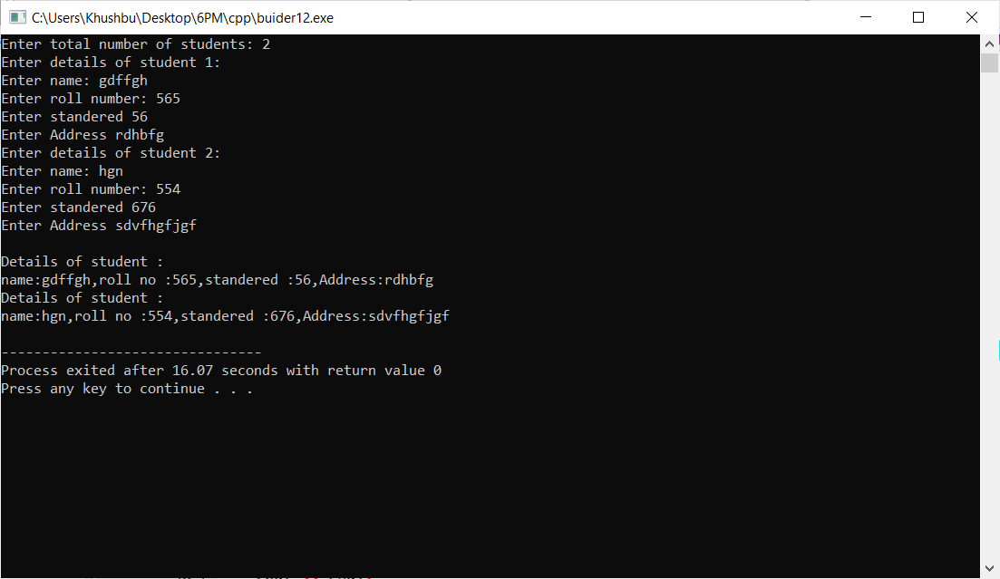 C:\Users\Khushbu\Desktop\6PM\cpp\buider12.exe
Enter total number of students: 2
Enter details of student 1:
Enter name: gdffgh
Enter roll number: 565
Enter standered 56
Enter Address rdhbfg
Enter details of student 2:
Enter name: hgn
Enter roll number: 554
Enter standered 676
Enter Address sdvfhgfjgf

Details of student :
name:gdffgh,roll no :565,standered :56,Address:rdhbfg
Details of student :
name:hgn,roll no :554,standered :676,Address:sdvfhgfjgf

--------------------------------
Process exited after 16.07 seconds with return value 0
Press any key to continue . . .